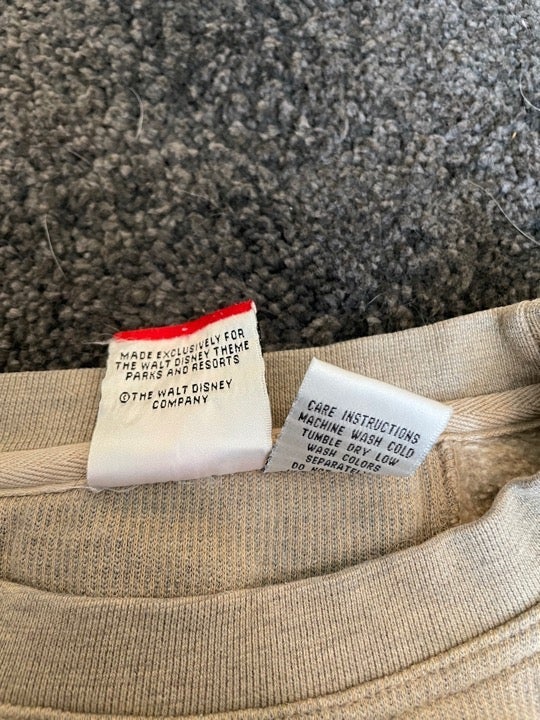 MADE EXCLUSIVELY FOR
THE WALT DISNEY THEME
PARKS AND RESORTS
©THE WALT DISNEY
COMPANY
CARE INSTRUCTIONS
MACHINE WASH COLD
TUMBLE DRY LOW
WASH COLORS
SEPARATELY
DO